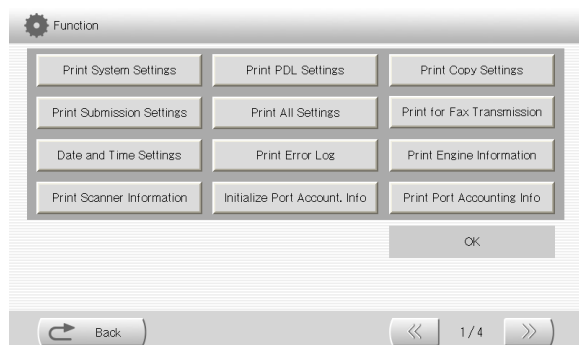 Function
Print System Settings
Print PDL Settings
Print Copy Settings
Print Submission Settings
Print All Settings
Print for Fax Transmission
Date and Time Settings
Print Error Log
Print Engine Information
Print Scanner Information
Initialize Port Account. Info
Print Port Accounting Info
OK
Back
1/4